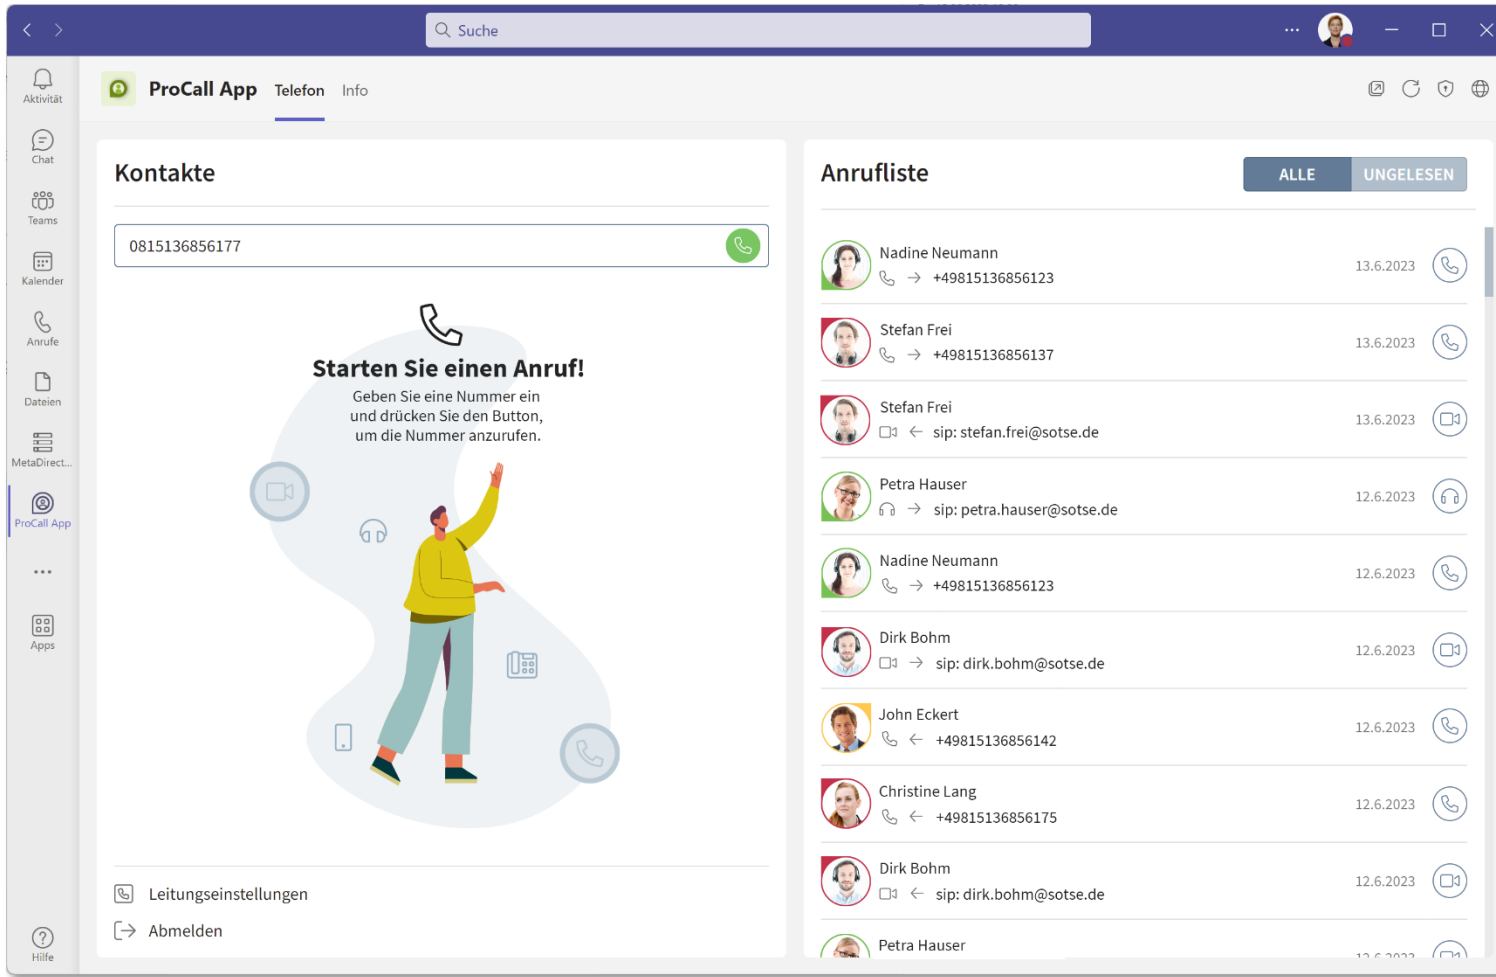 Suche
Aktivität
Chat
Teams
Kalender
Anrufe
Dateien
MetaDirect...
ProCall App
Apps
Hilfe
ProCall App Telefon Info
Kontakte
0815136856177
Starten Sie einen Anruf!
Geben Sie eine Nummer ein
und drücken Sie den Button,
um die Nummer anzurufen.
Leitungseinstellungen
Abmelden
Anrufliste ALLE UNGELESEN
Nadine Neumann
+49815136856123 13.6.2023
Stefan Frei
+49815136856137 13.6.2023
Stefan Frei
sip: stefan.frei@sotse.de 13.6.2023
Petra Hauser
sip: petra.hauser@sotse.de 12.6.2023
Nadine Neumann
+49815136856123 12.6.2023
Dirk Bohm
sip: dirk.bohm@sotse.de 12.6.2023
John Eckert
+49815136856142 12.6.2023
Christine Lang
+49815136856175 12.6.2023
Dirk Bohm
sip: dirk.bohm@sotse.de 12.6.2023
Petra Hauser